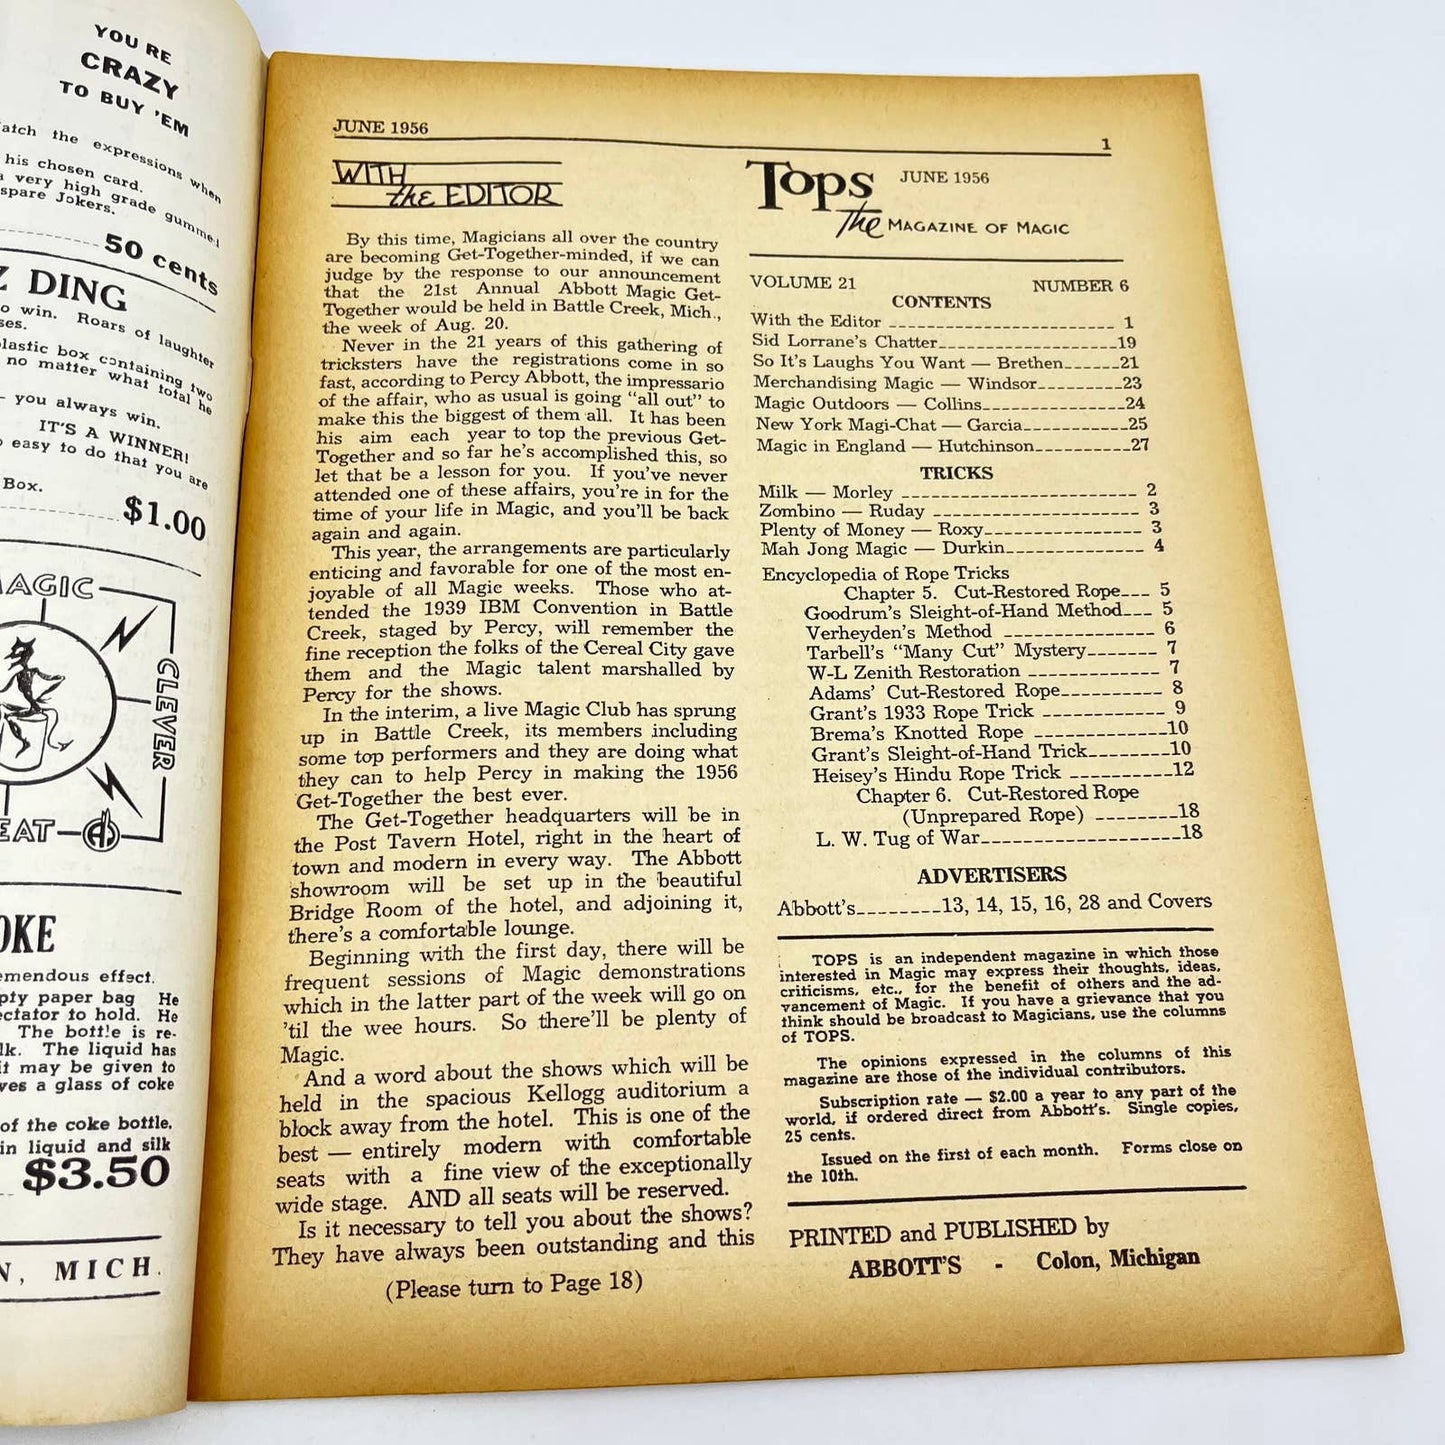 YOU'RE
CRAZY
TO BUY 'EM
the expressions when
his chosen card.
very high grade gummed
spare Jokers.
50 cents
DING
win. Roars of laughter
plastic box containing two
no matter what total he
you always win.
IT'S A WINNER!
easy to do that you are
Box.
$1.00
MAGIC
CLEVER
OKE
effect.
paper bag He
to hold. He
The bottle is re-
The liquid has
it may be given to
a glass of coke
of the coke bottle.
in liquid and silk
$3.50
MICH.
JUNE 1956
1
WITH
the EDITOR
By this time, Magicians all over the country
are becoming Get-Together-minded, if we can
judge by the response to our announcement
that the 21st Annual Abbott Magic Get-
Together would be held in Battle Creek, Mich.,
the week of Aug. 20.
Never in the 21 years of this gathering of
tricksters have the registrations come in so
fast, according to Percy Abbott, the impressario
of the affair, who as usual is going "all out" to
make this the biggest of them all. It has been
his aim each year to top the previous Get-
Together and so far he's accomplished this, so
let that be a lesson for you. If you've never
attended one of these affairs, you're in for the
time of your life in Magic, and you'll be back
again and again.
This year, the arrangements are particularly
enticing and favorable for one of the most en-
joyable of all Magic weeks. Those who at-
tended the 1939 IBM Convention in Battle
Creek, staged by Percy, will remember the
fine reception the folks of the Cereal City gave
them and the Magic talent marshalled by
Percy for the shows.
In the interim, a live Magic Club has sprung
up in Battle Creek, its members including
some top performers and they are doing what
they can to help Percy in making the 1956
Get-Together the best ever.
The Get-Together headquarters will be in
the Post Tavern Hotel, right in the heart of
town and modern in every way. The Abbott
showroom will be set up in the beautiful
Bridge Room of the hotel, and adjoining it,
there's a comfortable lounge.
Beginning with the first day, there will be
frequent sessions of Magic demonstrations
which in the latter part of the week will go on
'til the wee hours. So there'll be plenty of
Magic.
And a word about the shows which will be
held in the spacious Kellogg auditorium a
block away from the hotel. This is one of the
best — entirely modern with comfortable
seats with a fine view of the exceptionally
wide stage. AND all seats will be reserved.
Is it necessary to tell you about the shows?
They have always been outstanding and this
(Please turn to Page 18)
Tops JUNE 1956
The MAGAZINE OF MAGIC
VOLUME 21 NUMBER 6
CONTENTS
With the Editor 1
Sid Lorrane's Chatter 19
So It's Laughs You Want — Brethen 21
Merchandising Magic — Windsor 23
Magic Outdoors — Collins 24
New York Magi-Chat — Garcia 25
Magic in England — Hutchinson 27
TRICKS
Milk — Morley 2
Zombino — Ruday 3
Plenty of Money — Roxy 3
Mah Jong Magic — Durkin 4
Encyclopedia of Rope Tricks
Chapter 5. Cut-Restored Rope 5
Goodrum's Sleight-of-Hand Method 5
Verheyden's Method 6
Tarbell's "Many Cut" Mystery 7
W-L Zenith Restoration 7
Adams' Cut-Restored Rope 8
Grant's 1933 Rope Trick 9
Brema's Knotted Rope 10
Grant's Sleight-of-Hand Trick 10
Heisey's Hindu Rope Trick 12
Chapter 6. Cut-Restored Rope
(Unprepared Rope) 18
L. W. Tug of War 18
ADVERTISERS
Abbott's 13, 14, 15, 16, 28 and Covers
TOPS is an independent magazine in which those
interested in Magic may express their thoughts, ideas,
criticisms, etc., for the benefit of others and the ad-
vancement of Magic. If you have a grievance that you
think should be broadcast to Magicians, use the columns
of TOPS.
The opinions expressed in the columns of this
magazine are those of the individual contributors.
Subscription rate — $2.00 a year to any part of the
world, if ordered direct from Abbott's. Single copies,
25 cents.
Issued on the first of each month. Forms close on
the 10th.
PRINTED and PUBLISHED by
ABBOTT'S - Colon, Michigan